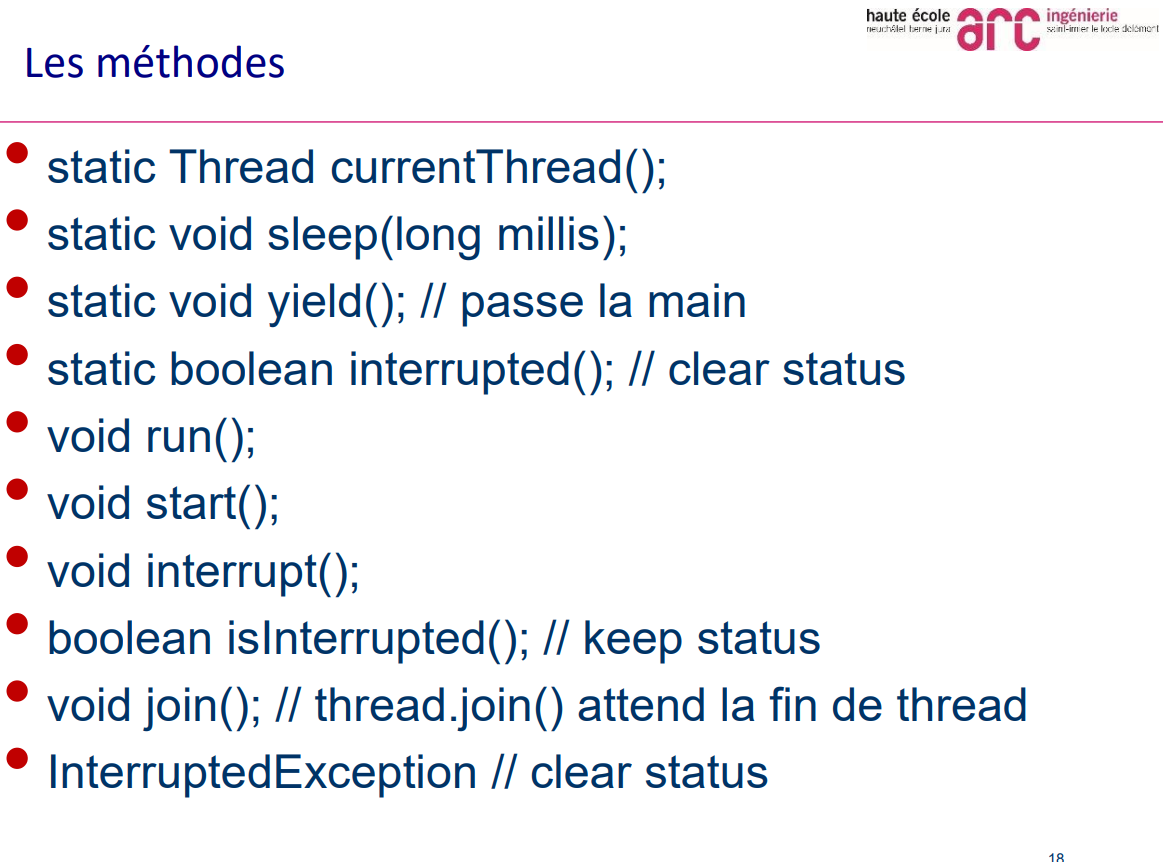 haute école
neuchâtel berne jura
arc
ingénierie
saint-imier le locle delémont
Les méthodes
• static Thread currentThread();
• static void sleep(long millis);
• static void yield(); // passe la main
• static boolean interrupted(); // clear status
• void run();
• void start();
• void interrupt();
• boolean isInterrupted(); // keep status
• void join(); // thread.join() attend la fin de thread
• InterruptedException // clear status
18